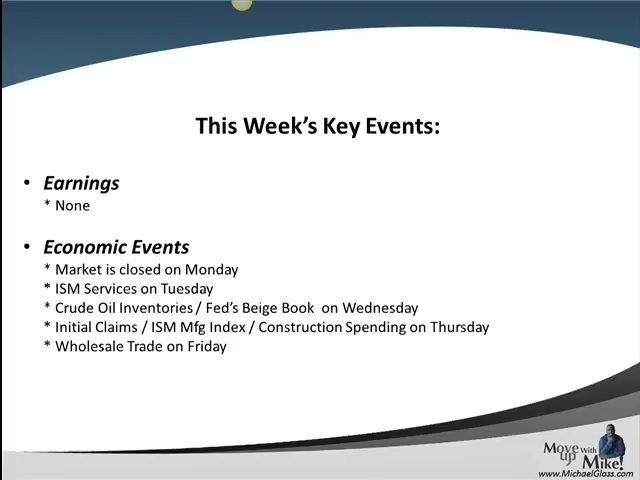 This Week's Key Events:
• Earnings
* None
• Economic Events
* Market is closed on Monday
* ISM Services on Tuesday
* Crude Oil Inventories / Fed's Beige Book on Wednesday
* Initial Claims / ISM Mfg Index / Construction Spending on Thursday
* Wholesale Trade on Friday
Move up With Mike!
www.MichaelGlass.com